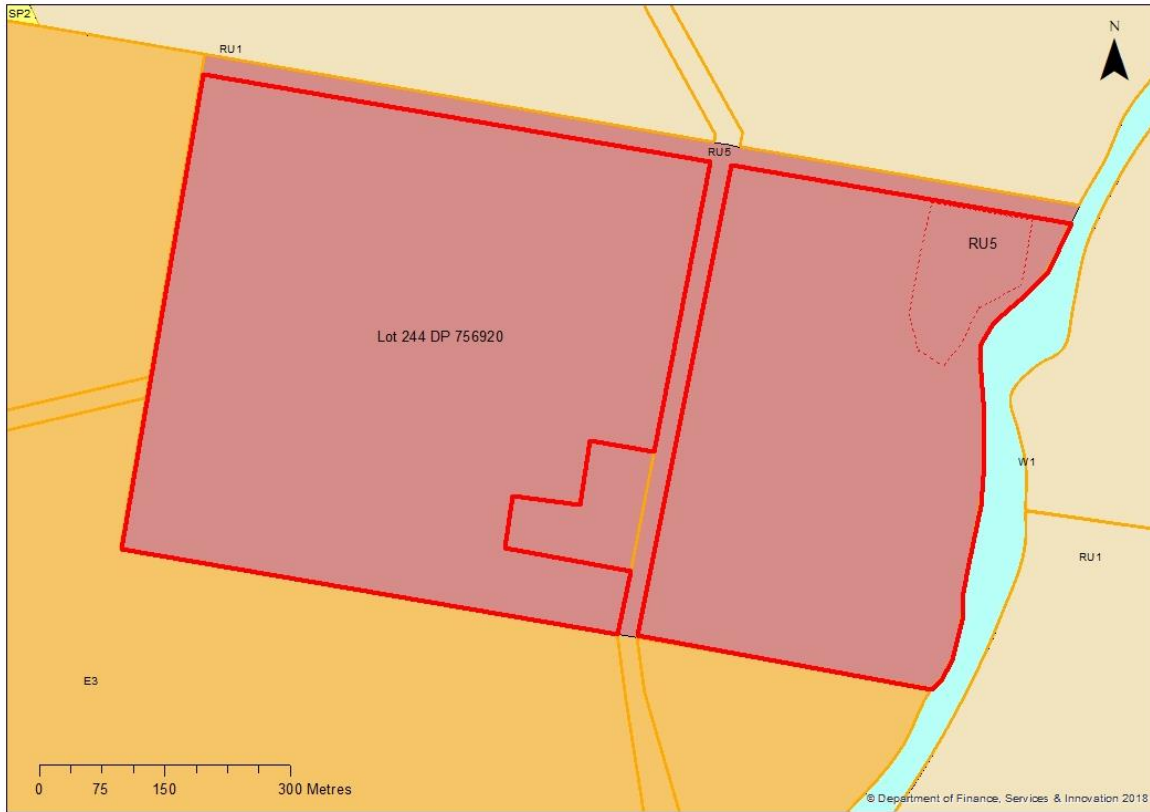 SP2
N
RU1
RU5
RU5
Lot 244 DP 756920
W1
RU1
E3
0 75 150 300 Metres
© Department of Finance, Services & Innovation 2018